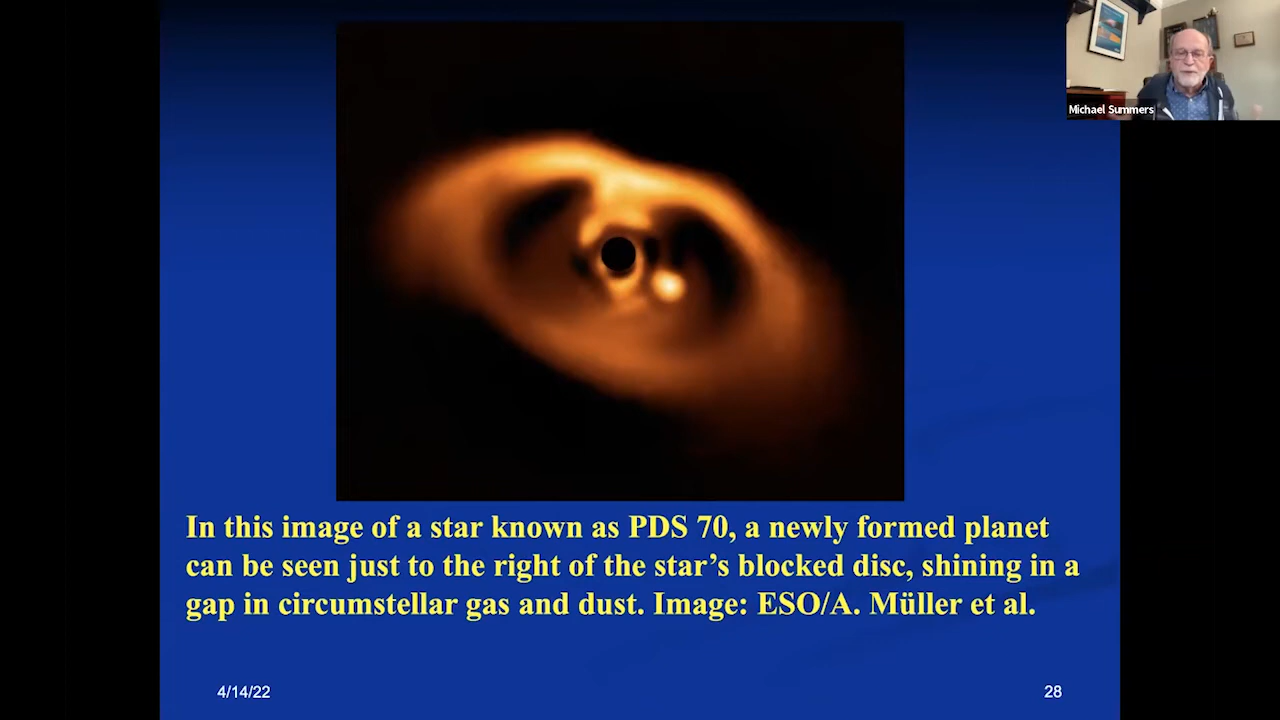 Michael Summers
In this image of a star known as PDS 70, a newly formed planet
can be seen just to the right of the star’s blocked disc, shining in a
gap in circumstellar gas and dust. Image: ESO/A. Müller et al.
4/14/22
28